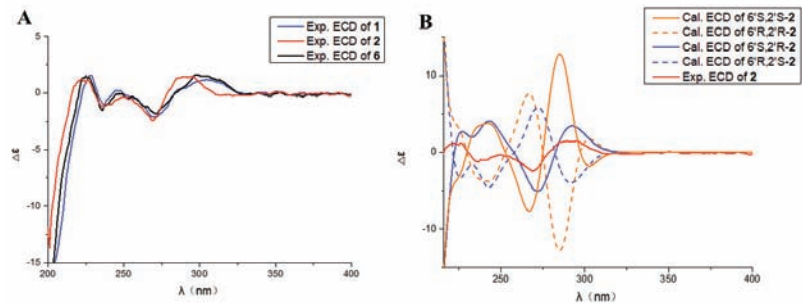 A
Exp. ECD of 1
Exp. ECD of 2
Exp. ECD of 6
5
0
-5
-10
-15
200
250
300
350
400
Δε
λ (nm)
B
Cal. ECD of 6'S,2'S-2
Cal. ECD of 6'R,2'R-2
Cal. ECD of 6'S,2'R-2
Cal. ECD of 6'R,2'S-2
Exp. ECD of 2
10
0
-10
250
300
350
400
Δε
λ (nm)